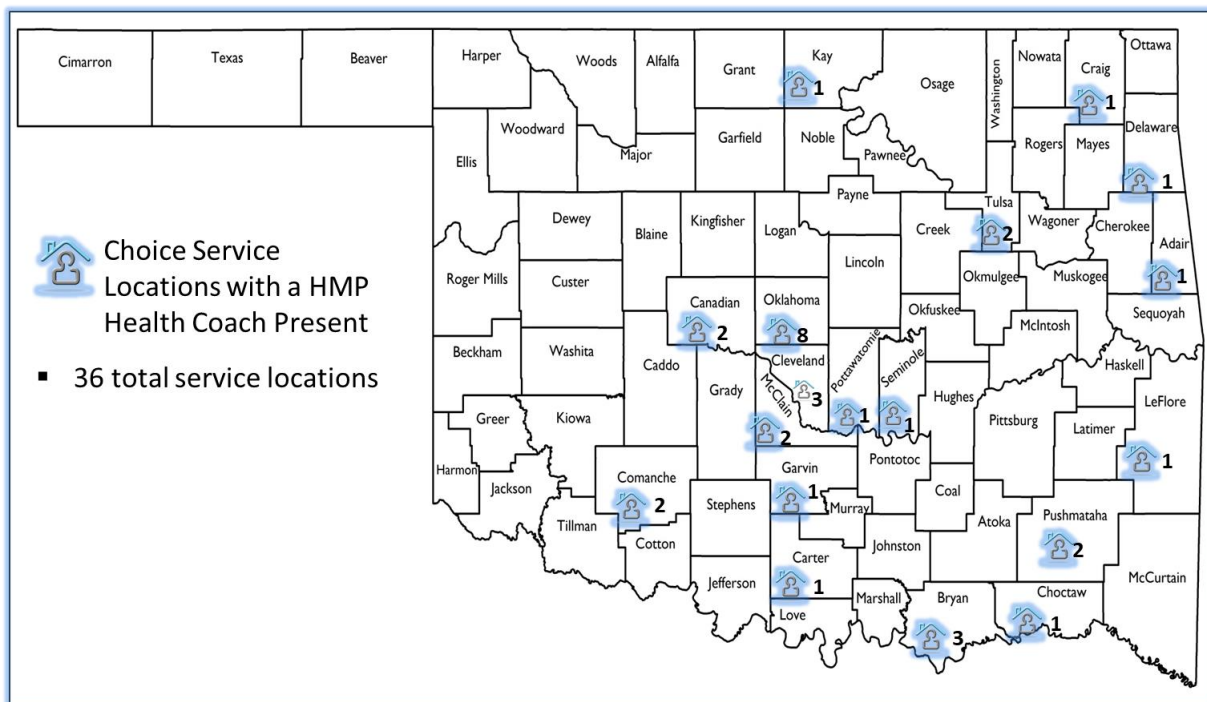 Cimarron
Texas
Beaver
Harper
Woods
Alfalfa
Grant
Kay
1
Osage
Washington
Nowata
Craig
1
Ottawa
Woodward
Ellis
Major
Garfield
Noble
Pawnee
Rogers
Mayes
Delaware
1
Payne
Tulsa
2
Wagoner
Cherokee
Adair
1
Dewey
Blaine
Kingfisher
Logan
Creek
Lincoln
Okmulgee
Muskogee
Choice Service
Locations with a HMP
Health Coach Present
▪ 36 total service locations
Roger Mills
Custer
Canadian
2
Oklahoma
8
Okfuskee
McIntosh
Sequoyah
Beckham
Washita
Caddo
Grady
McClain
2
Cleveland
3
Pottawatomie
1
Seminole
1
Hughes
Pittsburg
Haskell
LeFlore
1
Latimer
Greer
Kiowa
Harmon
Jackson
Comanche
2
Stephens
Garvin
1
Murray
Pontotoc
Coal
Atoka
Pushmataha
2
Tillman
Cotton
Jefferson
Carter
1
Johnston
Love
Marshall
Bryan
3
Choctaw
1
McCurtain